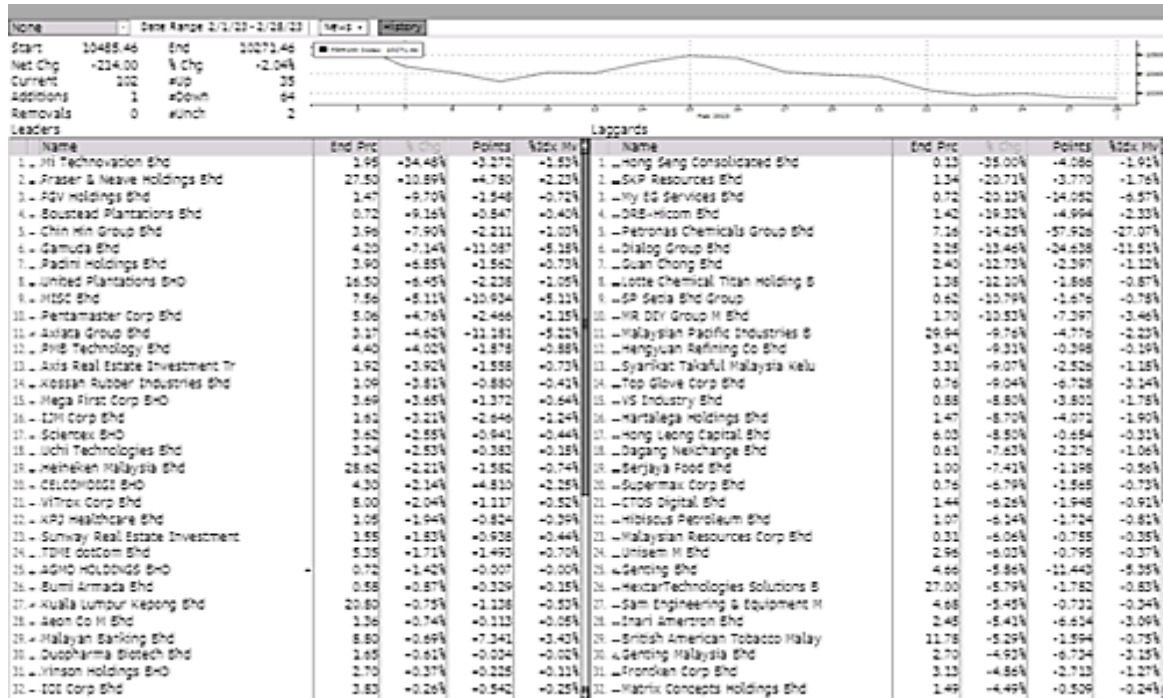 None Date Range 2/1/23-2/28/23 News History
Start 10485.46 End 10271.46
Net Chg -214.00 % Chg -2.04%
Current 102 #Up 35
Additions 1 #Down 64
Removals 0 #Unch 2
Leaders Laggards
Name End Prc % Chg Points %Idx Mv Name End Prc % Chg Points %Idx Mv
1. Mi Technovation Bhd 1.95 +34.48% +3.272 +1.53% 1. Hong Seng Consolidated Bhd 0.13 -35.00% -4.086 -1.91%
2. Fraser & Neave Holdings Bhd 27.50 +10.89% +4.780 +2.23% 2. SKP Resources Bhd 1.34 -20.71% -3.770 -1.76%
3. FGV Holdings Bhd 1.47 +9.70% +1.548 +0.72% 3. My EG Services Bhd 0.72 -20.13% -14.052 -6.57%
4. Boustead Plantations Bhd 0.72 +9.16% +0.847 +0.40% 4. DRB-Hicom Bhd 1.42 -19.32% -4.994 -2.33%
5. Chin Hin Group Bhd 3.96 +7.90% +2.211 +1.03% 5. Petronas Chemicals Group Bhd 7.16 -14.25% -57.926 -27.07%
6. Gamuda Bhd 4.20 +7.14% +11.087 +5.18% 6. Dialog Group Bhd 2.25 -13.46% -24.638 -11.51%
7. Padini Holdings Bhd 3.90 +6.85% +1.562 +0.73% 7. Guan Chong Bhd 2.40 -12.73% -2.397 -1.12%
8. United Plantations BHD 16.50 +6.45% +2.238 +1.05% 8. Lotte Chemical Titan Holding B 1.38 -12.10% -1.868 -0.87%
9. MISC Bhd 7.56 +5.11% +10.934 +5.11% 9. SP Setia Bhd Group 0.62 -10.79% -1.676 -0.78%
10. Pentamaster Corp Bhd 5.06 +4.76% +2.466 +1.15% 10. MR DIY Group M Bhd 1.70 -10.53% -7.397 -3.46%
11. Axiata Group Bhd 3.17 +4.62% +11.181 +5.22% 11. Malaysian Pacific Industries B 29.94 -9.76% -4.776 -2.23%
12. PMB Technology Bhd 4.40 +4.02% +1.878 +0.88% 12. Hengyuan Refining Co Bhd 3.41 -9.31% -0.398 -0.19%
13. Axis Real Estate Investment Tr 1.92 +3.92% +1.558 +0.73% 13. Syarikat Takaful Malaysia Kelu 3.31 -9.07% -2.526 -1.18%
14. Kossan Rubber Industries Bhd 1.09 +3.81% +0.880 +0.41% 14. Top Glove Corp Bhd 0.76 -9.04% -6.728 -3.14%
15. Mega First Corp BHD 3.69 +3.65% +1.372 +0.64% 15. VS Industry Bhd 0.88 -8.80% -3.801 -1.78%
16. IJM Corp Bhd 1.61 +3.21% +2.646 +1.24% 16. Hartalega Holdings Bhd 1.47 -8.70% -4.072 -1.90%
17. Scientex BHD 3.62 +2.55% +0.941 +0.44% 17. Hong Leong Capital Bhd 6.03 -8.50% -0.654 -0.31%
18. Uchi Technologies Bhd 3.24 +2.53% +0.383 +0.18% 18. Dagang NeXchange Bhd 0.61 -7.63% -2.276 -1.06%
19. Heineken Malaysia Bhd 28.62 +2.21% +1.582 +0.74% 19. Berjaya Food Bhd 1.00 -7.41% -1.198 -0.56%
20. CELCOMDIGI BHD 4.30 +2.14% +4.810 +2.25% 20. Supermax Corp Bhd 0.76 -6.79% -1.565 -0.73%
21. ViTrox Corp Bhd 8.00 +2.04% +1.117 +0.52% 21. CTOS Digital Bhd 1.44 -6.26% -1.948 -0.91%
22. KPJ Healthcare Bhd 1.05 +1.94% +0.824 +0.39% 22. Hibiscus Petroleum Bhd 1.07 -6.14% -1.724 -0.81%
23. Sunway Real Estate Investment 1.55 +1.83% +0.938 +0.44% 23. Malaysian Resources Corp Bhd 0.31 -6.06% -0.755 -0.35%
24. TIME dotCom Bhd 5.35 +1.71% +1.493 +0.70% 24. Unisem M Bhd 2.96 -6.03% -0.795 -0.37%
25. AGMO HOLDINGS BHD 0.72 +1.42% +0.007 +0.00% 25. Genting Bhd 4.66 -5.86% -11.443 -5.35%
26. Bumi Armada Bhd 0.58 +0.87% +0.329 +0.15% 26. HextarTechnologies Solutions B 27.00 -5.79% -1.782 -0.83%
27. Kuala Lumpur Kepong Bhd 20.80 +0.75% +1.138 +0.53% 27. Sam Engineering & Equipment M 4.68 -5.45% -0.731 -0.34%
28. Aeon Co M Bhd 1.36 +0.74% +0.113 +0.05% 28. Inari Amertron Bhd 2.45 -5.41% -6.614 -3.09%
29. Malayan Banking Bhd 8.80 +0.69% +7.341 +3.43% 29. British American Tobacco Malay 11.78 -5.29% -1.594 -0.75%
30. Duopharma Biotech Bhd 1.65 +0.61% +0.034 +0.02% 30. Genting Malaysia Bhd 2.70 -4.93% -6.734 -3.15%
31. Yinson Holdings BHD 2.70 +0.37% +0.225 +0.11% 31. Frontken Corp Bhd 3.13 -4.86% -2.713 -1.27%
32. IOI Corp Bhd 3.83 +0.26% +0.542 +0.25% 32. Matrix Concepts Holdings Bhd 1.49 -4.49% -0.509 -0.24%